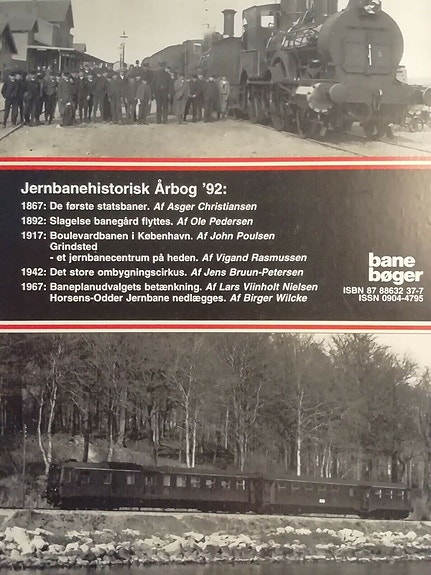 Jernbanehistorisk Årbog '92:
1867: De første statsbaner. Af Asger Christiansen
1892: Slagelse banegård flyttes. Af Ole Pedersen
1917: Boulevardbanen i København. Af John Poulsen
Grindsted
- et jernbanecentrum på heden. Af Vigand Rasmussen
1942: Det store ombygningscirkus. Af Jens Bruun-Petersen
1967: Baneplanudvalgets betænkning. Af Lars Viinholt Nielsen
Horsens-Odder Jernbane nedlægges. Af Birger Wilcke
bane
bøger
ISBN 87 88632 37-7
ISSN 0904-4795